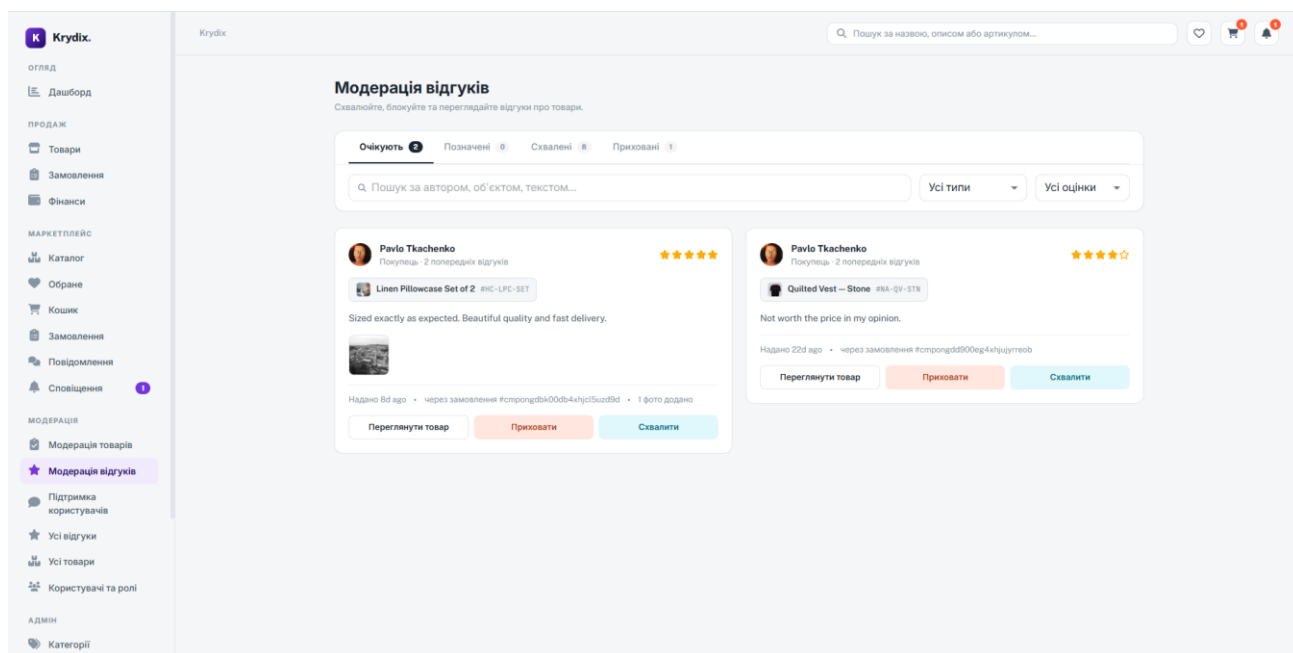 K Krydix.
Krydix
Пошук за назвою, описом або артикулом...
1
1
ОГЛЯД
Дашборд
ПРОДАЖ
Товари
Замовлення
Фінанси
МАРКЕТПЛЕЙС
Каталог
Обране
Кошик
Замовлення
Повідомлення
Сповіщення 1
МОДЕРАЦІЯ
Модерація товарів
Модерація відгуків
Підтримка
користувачів
Усі відгуки
Усі товари
Користувачі та ролі
АДМІН
Категорії
Модерація відгуків
Схвалюйте, блокуйте та переглядайте відгуки про товари.
Очікують 2 Позначені 0 Схвалені 8 Приховані 1
Пошук за автором, об'єктом, текстом... Усі типи Усі оцінки
Pavlo Tkachenko
Покупець · 2 попередніх відгуків
Linen Pillowcase Set of 2 #HC-LPC-SET
Sized exactly as expected. Beautiful quality and fast delivery.
Надано 8d ago • через замовлення #cmpongdbk00db4xhjcl5uzd9d • 1 фото додано
Переглянути товар Приховати Схвалити
Pavlo Tkachenko
Покупець · 2 попередніх відгуків
Quilted Vest — Stone #NA-QV-STN
Not worth the price in my opinion.
Надано 22d ago • через замовлення #cmpongdd900eg4xhjujyrreob
Переглянути товар Приховати Схвалити